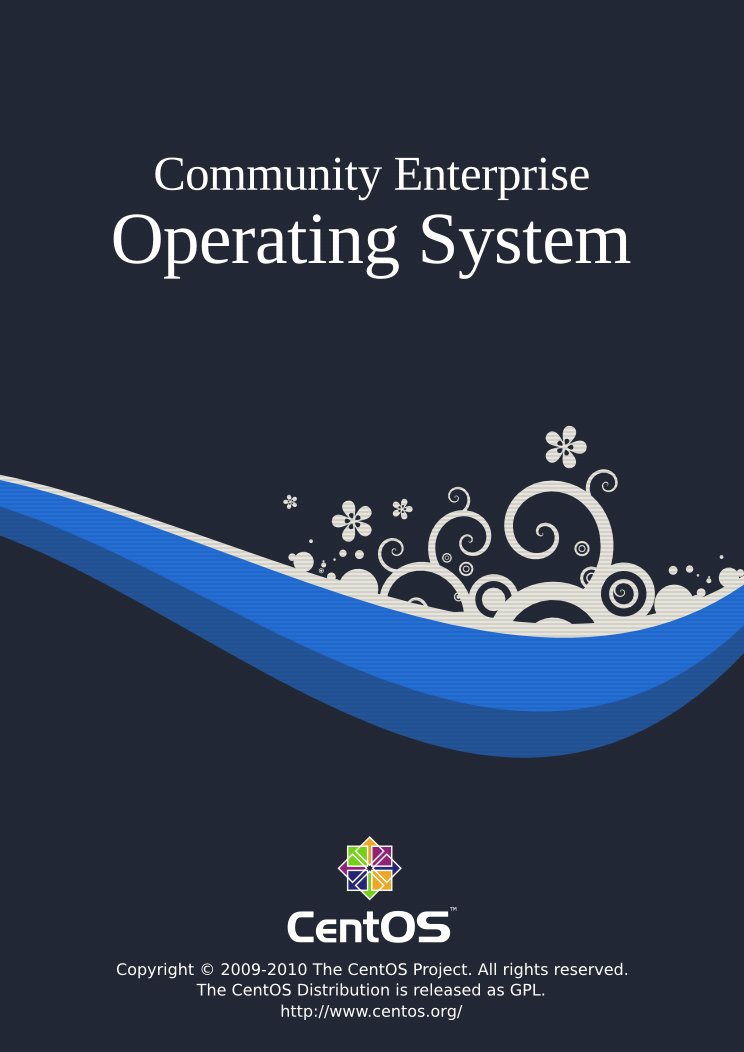 Community Enterprise
Operating System
CentOS™
Copyright © 2009-2010 The CentOS Project. All rights reserved.
The CentOS Distribution is released as GPL.
http://www.centos.org/